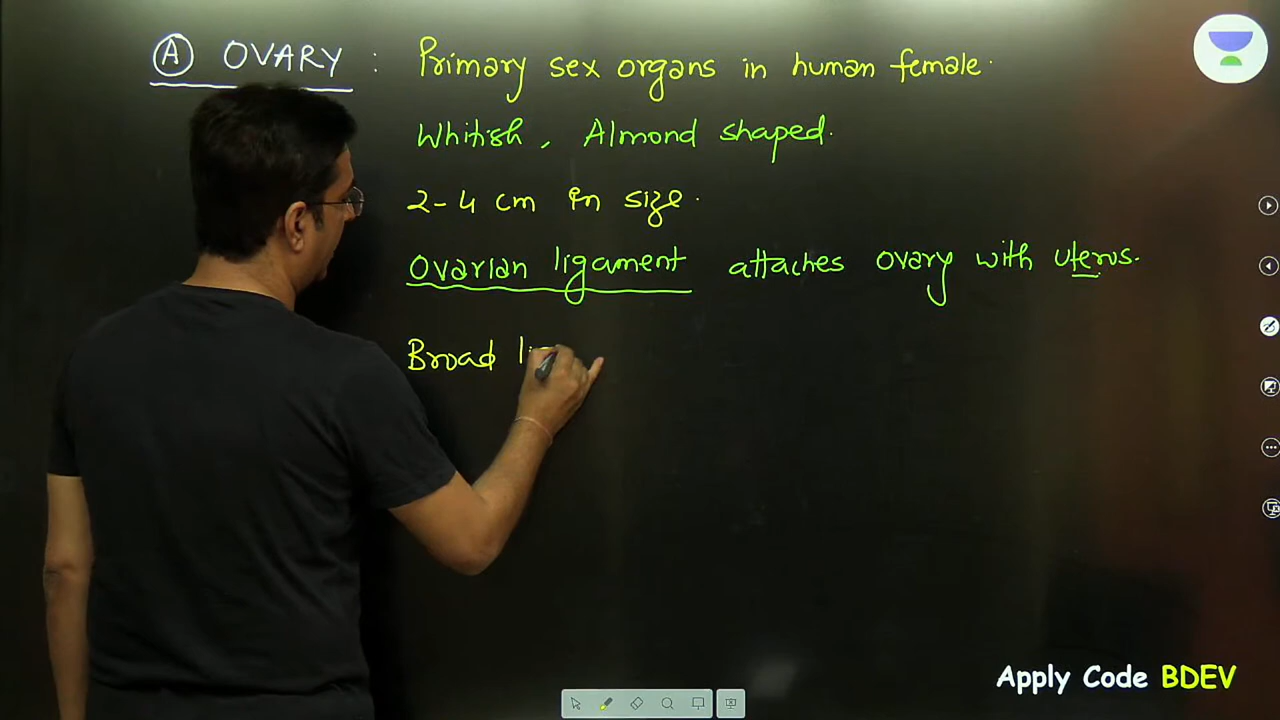 Ⓐ OVARY : Primary sex organs in human female.
Whitish, Almond shaped.
2-4 cm in size.
Ovarian ligament attaches ovary with uterus.
Broad
Apply Code BDEV